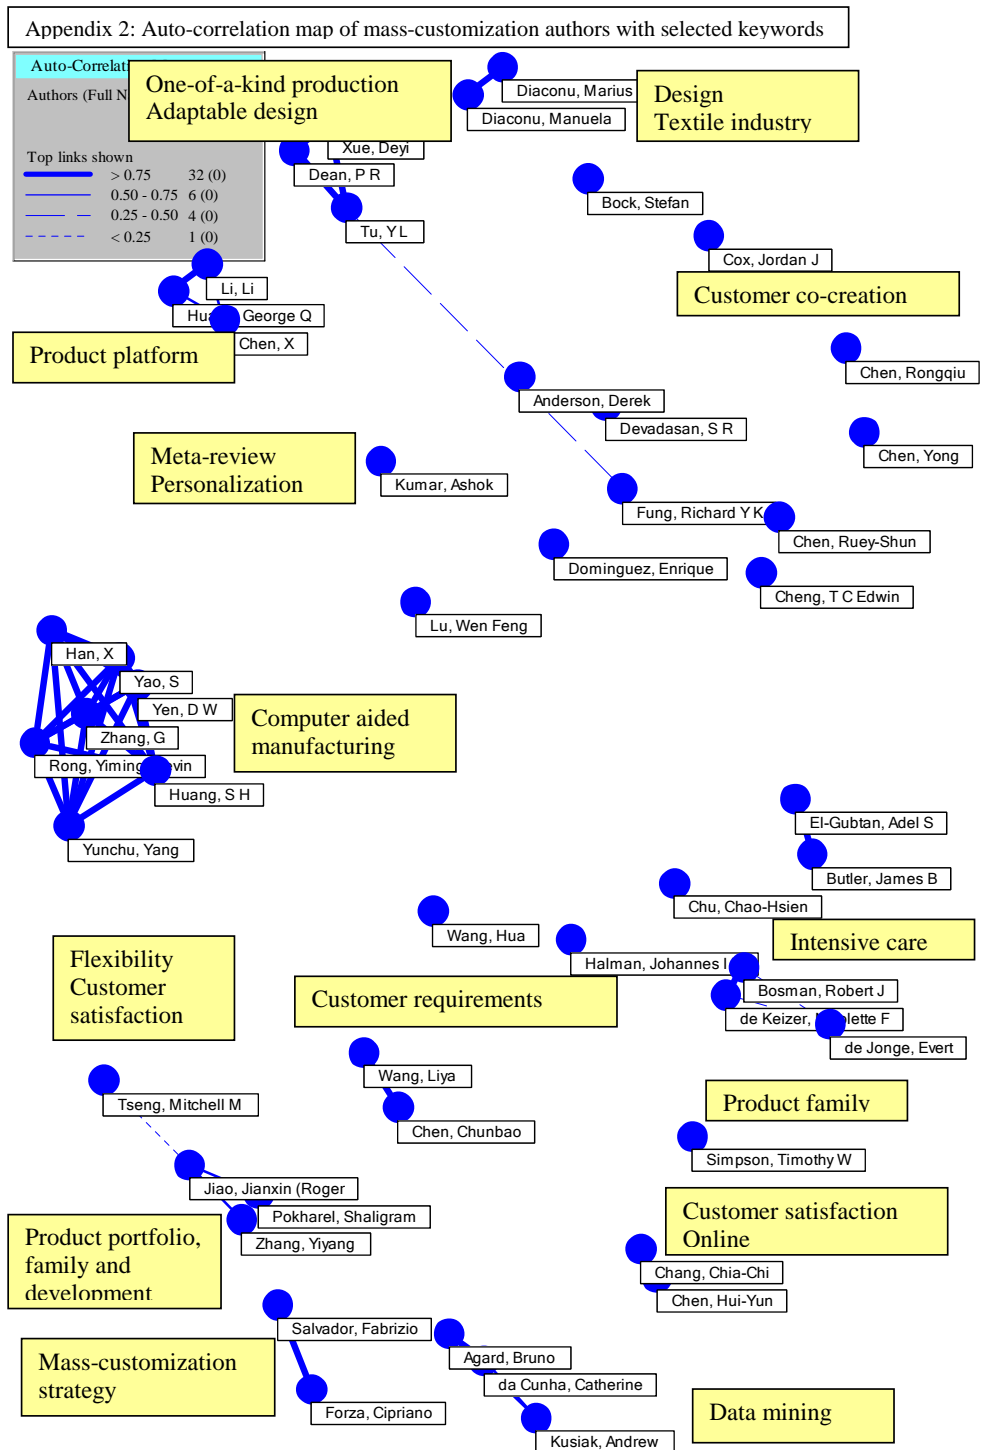 Appendix 2: Auto-correlation map of mass-customization authors with selected keywords
Auto-Correlat
Authors (Full N
Top links shown
> 0.75 32 (0)
0.50 - 0.75 6 (0)
0.25 - 0.50 4 (0)
< 0.25 1 (0)
One-of-a-kind production
Adaptable design
Diaconu, Marius
Diaconu, Manuela
Design
Textile industry
Xue, Deyi
Dean, P R
Tu, Y L
Bock, Stefan
Cox, Jordan J
Customer co-creation
Li, Li
George Q
Chen, X
Product platform
Chen, Rongqiu
Anderson, Derek
Devadasan, S R
Chen, Yong
Meta-review
Personalization
Kumar, Ashok
Fung, Richard Y K
Chen, Ruey-Shun
Dominguez, Enrique
Cheng, T C Edwin
Lu, Wen Feng
Han, X
Yao, S
Yen, D W
Zhang, G
Rong, Yiming
Huang, S H
Yunchu, Yang
Computer aided
manufacturing
El-Gubtan, Adel S
Butler, James B
Chu, Chao-Hsien
Wang, Hua
Intensive care
Halman, Johannes I
Bosman, Robert J
de Keizer, F
de Jonge, Evert
Flexibility
Customer
satisfaction
Customer requirements
Wang, Liya
Chen, Chunbao
Tseng, Mitchell M
Product family
Simpson, Timothy W
Jiao, Jianxin (Roger
Pokharel, Shaligram
Zhang, Yiyang
Customer satisfaction
Online
Product portfolio,
family and
development
Chang, Chia-Chi
Chen, Hui-Yun
Salvador, Fabrizio
Mass-customization
strategy
Agard, Bruno
da Cunha, Catherine
Forza, Cipriano
Kusiak, Andrew
Data mining